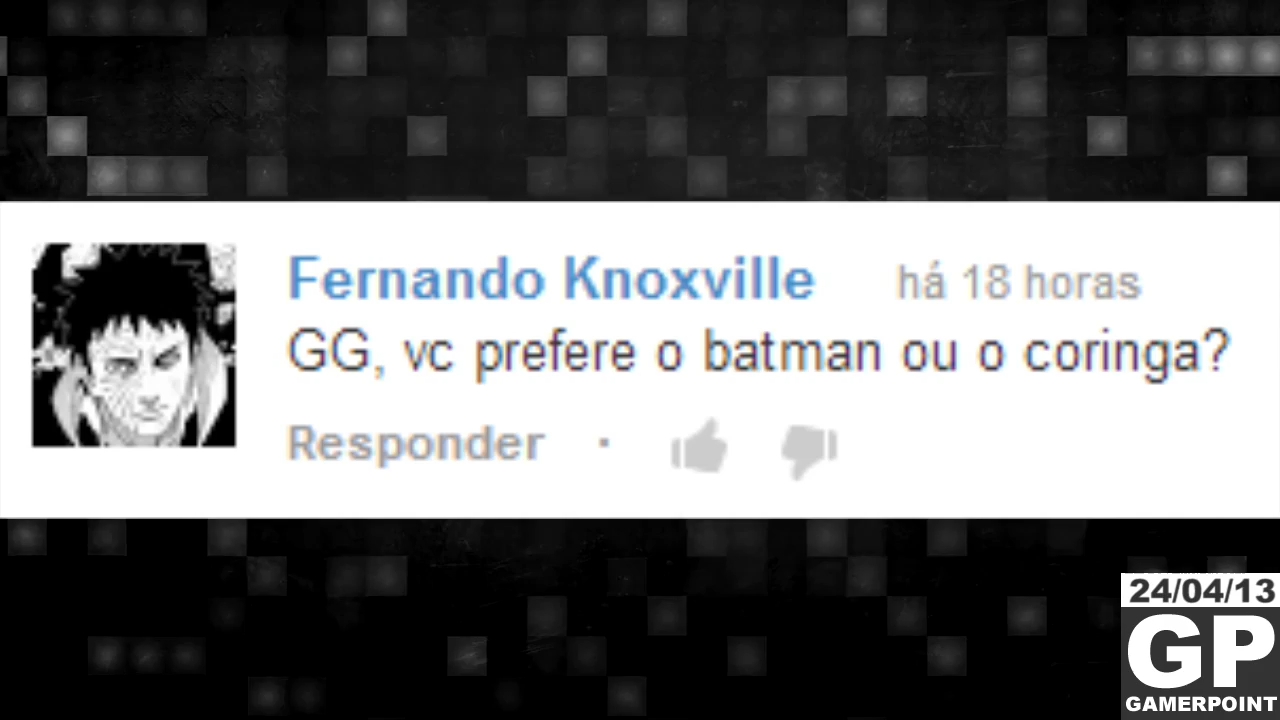 Fernando Knoxville há 18 horas
GG, vc prefere o batman ou o coringa?
Responder ·
24/04/13
GP
GAMERPOINT